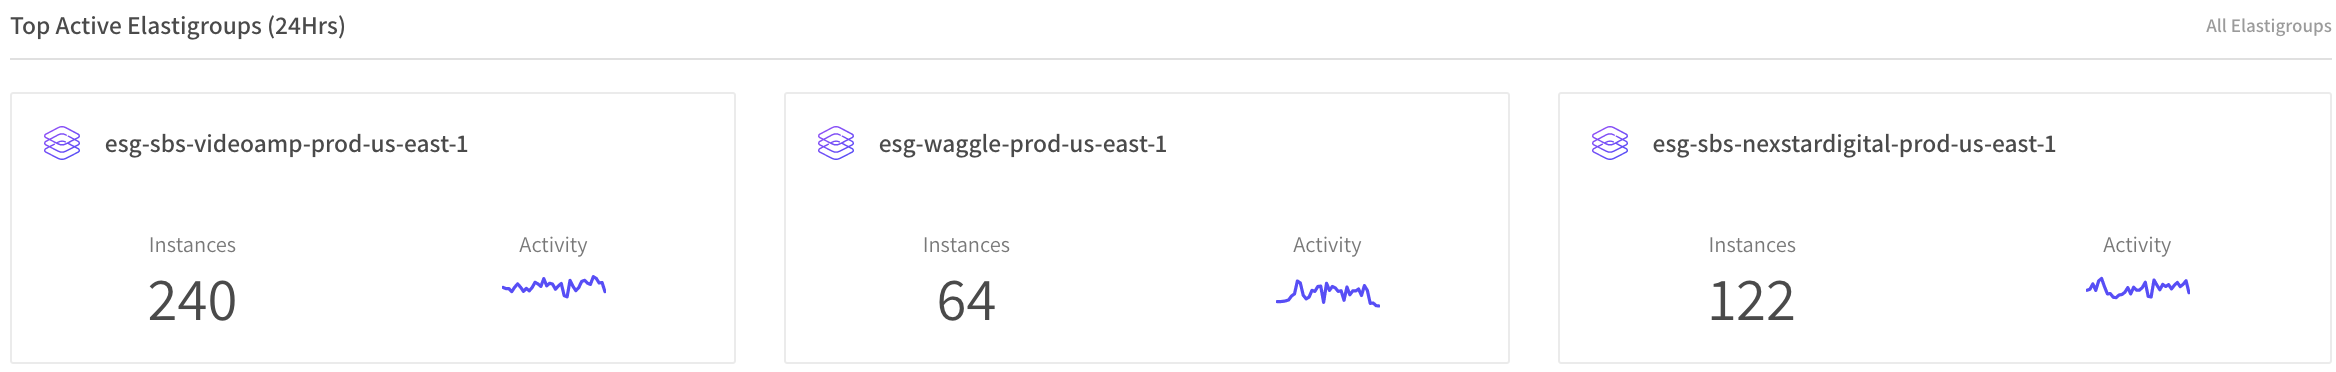 Top Active Elastigroups (24Hrs)
All Elastigroups
esg-sbs-videoamp-prod-us-east-1
Instances
Activity
240
esg-waggle-prod-us-east-1
Instances
Activity
64
esg-sbs-nexstardigital-prod-us-east-1
Instances
Activity
122